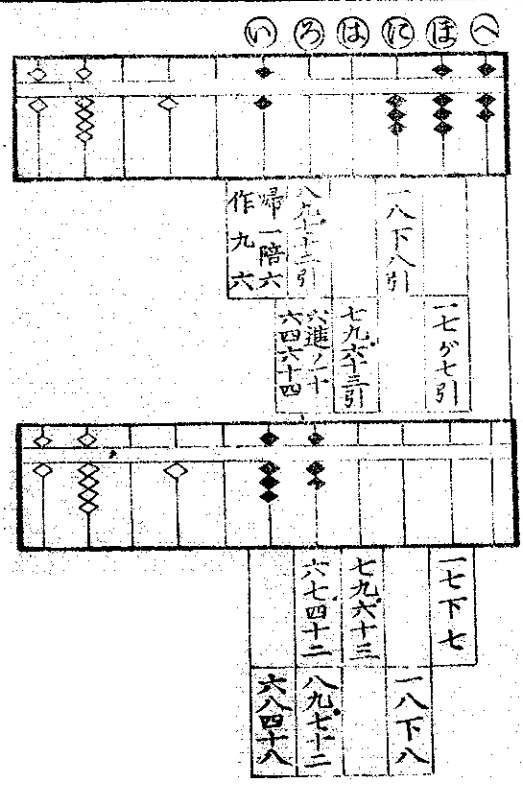 いろはにほへ
一八下八引
八九七十二引
帰一陪六
作九六
一七が七引
七九六十三引
六進ノ一十
六四六十四
一七下七
七九六十三
六七四十二
一八下八
八九七十二
六八四十八